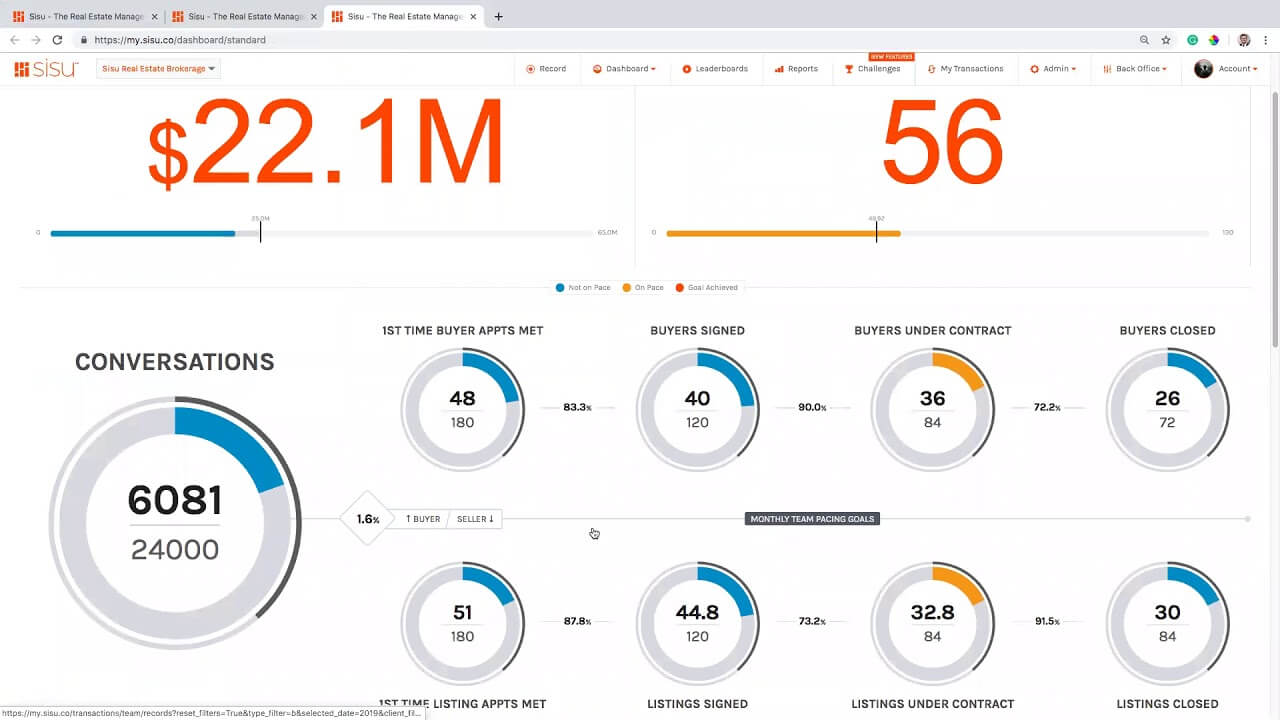 Sisu - The Real Estate Manage
Sisu - The Real Estate Manage
Sisu - The Real Estate Manage
https://my.sisu.co/dashboard/standard
sisu
Sisu Real Estate Brokerage
Record
Dashboard
Leaderboards
Reports
NEW FEATURES
Challenges
My Transactions
Admin
Back Office
Account
$22.1M
56
25.0M
0
65.0M
49.92
0
130
Not on Pace
On Pace
Goal Achieved
CONVERSATIONS
6081
24000
1ST TIME BUYER APPTS MET
BUYERS SIGNED
BUYERS UNDER CONTRACT
BUYERS CLOSED
48
180
83.3%
40
120
90.0%
36
84
72.2%
26
72
1.6%
↑ BUYER
SELLER ↓
MONTHLY TEAM PACING GOALS
51
180
87.8%
44.8
120
73.2%
32.8
84
91.5%
30
84
1ST TIME LISTING APPTS MET
LISTINGS SIGNED
LISTINGS UNDER CONTRACT
LISTINGS CLOSED
https://my.sisu.co/transactions/team/records?reset_filters=True&type_filter=b&selected_date=2019&client_fil...